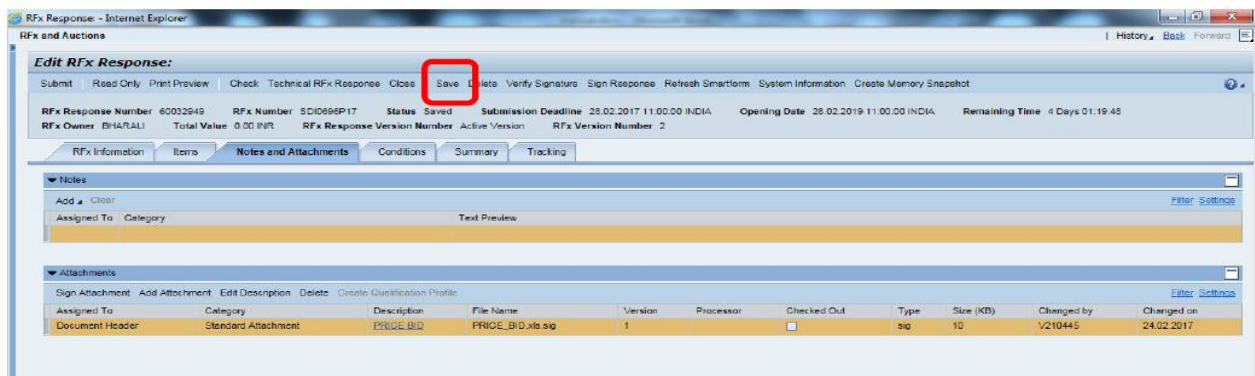 RFx Response: - Internet Explorer
RFx and Auctions
History Back Forward
Edit RFx Response:
Submit Read Only Print Preview Check Technical RFx Response Close Save Delete Verify Signature Sign Response Refresh Smartform System Information Create Memory Snapshot
RFx Response Number 60032949 RFx Number SDI0696P17 Status Saved Submission Deadline 28.02.2017 11:00:00 INDIA Opening Date 28.02.2019 11:00:00 INDIA Remaining Time 4 Days 01:19:48
RFx Owner BHARALI Total Value 0.00 INR RFx Response Version Number Active Version RFx Version Number 2
RFx Information Items Notes and Attachments Conditions Summary Tracking
Notes
Add Clear Filter Settings
Assigned To Category Text Preview
Attachments
Sign Attachment Add Attachment Edit Description Delete Create Qualification Profile Filter Settings
Assigned To Category Description File Name Version Processor Checked Out Type Size (KB) Changed by Changed on
Document Header Standard Attachment PRICE BID PRICE_BID.xls.sig 1 sig 10 V210445 24.02.2017